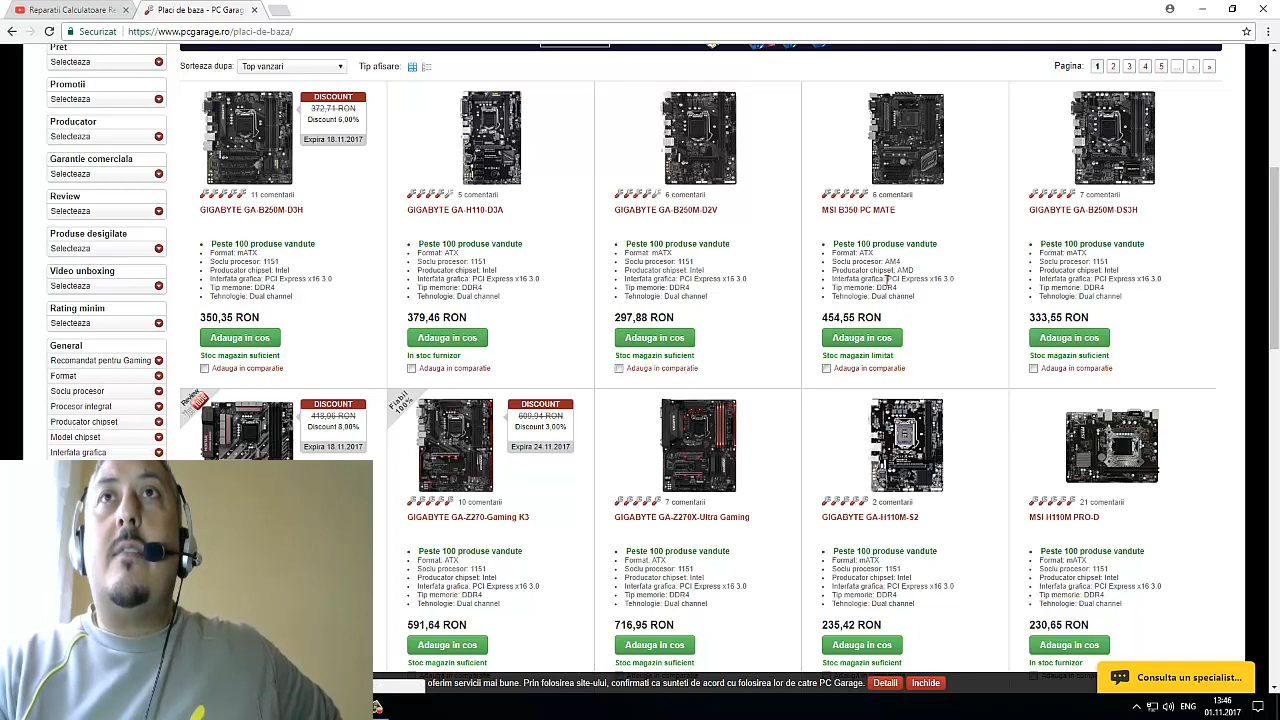 Reparatii Calculatoare Re
Placi de baza - PC Garag
Securizat
https://www.pcgarage.ro/placi-de-baza/
Pret
Selecteaza
Promotii
Selecteaza
Producator
Selecteaza
Garantie comerciala
Selecteaza
Review
Selecteaza
Produse desigilate
Selecteaza
Video unboxing
Selecteaza
Rating minim
Selecteaza
General
Recomandat pentru Gaming
Format
Soclu procesor
Procesor integrat
Producator chipset
Model chipset
Interfata grafica
Sorteaza dupa: Top vanzari Tip afisare:
Pagina: 1 2 3 4 5 ... › »
DISCOUNT
372,71 RON
Discount 6,00%
Expira 18.11.2017
11 comentarii
GIGABYTE GA-B250M-D3H
Peste 100 produse vandute
Format: mATX
Soclu procesor: 1151
Producator chipset: Intel
Interfata grafica: PCI Express x16 3.0
Tip memorie: DDR4
Tehnologie: Dual channel
350,35 RON
Adauga in cos
Stoc magazin suficient
Adauga in comparatie
5 comentarii
GIGABYTE GA-H110-D3A
Peste 100 produse vandute
Format: ATX
Soclu procesor: 1151
Producator chipset: Intel
Interfata grafica: PCI Express x16 3.0
Tip memorie: DDR4
Tehnologie: Dual channel
379,46 RON
Adauga in cos
In stoc furnizor
Adauga in comparatie
6 comentarii
GIGABYTE GA-B250M-D2V
Peste 100 produse vandute
Format: mATX
Soclu procesor: 1151
Producator chipset: Intel
Interfata grafica: PCI Express x16 3.0
Tip memorie: DDR4
Tehnologie: Dual channel
297,88 RON
Adauga in cos
Stoc magazin suficient
Adauga in comparatie
6 comentarii
MSI B350 PC MATE
Peste 100 produse vandute
Format: ATX
Soclu procesor: AM4
Producator chipset: AMD
Interfata grafica: PCI Express x16 3.0
Tip memorie: DDR4
Tehnologie: Dual channel
454,55 RON
Adauga in cos
Stoc magazin limitat
Adauga in comparatie
7 comentarii
GIGABYTE GA-B250M-DS3H
Peste 100 produse vandute
Format: mATX
Soclu procesor: 1151
Producator chipset: Intel
Interfata grafica: PCI Express x16 3.0
Tip memorie: DDR4
Tehnologie: Dual channel
333,55 RON
Adauga in cos
Stoc magazin suficient
Adauga in comparatie
Review
DISCOUNT
418,96 RON
Discount 8,00%
Expira 18.11.2017
Fiabil
100%
DISCOUNT
609,94 RON
Discount 3,00%
Expira 24.11.2017
10 comentarii
GIGABYTE GA-Z270-Gaming K3
Peste 100 produse vandute
Format: ATX
Soclu procesor: 1151
Producator chipset: Intel
Interfata grafica: PCI Express x16 3.0
Tip memorie: DDR4
Tehnologie: Dual channel
591,64 RON
Adauga in cos
Stoc magazin suficient
7 comentarii
GIGABYTE GA-Z270X-Ultra Gaming
Peste 100 produse vandute
Format: ATX
Soclu procesor: 1151
Producator chipset: Intel
Interfata grafica: PCI Express x16 3.0
Tip memorie: DDR4
Tehnologie: Dual channel
716,95 RON
Adauga in cos
Stoc magazin suficient
2 comentarii
GIGABYTE GA-H110M-S2
Peste 100 produse vandute
Format: mATX
Soclu procesor: 1151
Producator chipset: Intel
Interfata grafica: PCI Express x16 3.0
Tip memorie: DDR4
Tehnologie: Dual channel
235,42 RON
Adauga in cos
Stoc magazin suficient
21 comentarii
MSI H110M PRO-D
Peste 100 produse vandute
Format: mATX
Soclu procesor: 1151
Producator chipset: Intel
Interfata grafica: PCI Express x16 3.0
Tip memorie: DDR4
Tehnologie: Dual channel
230,65 RON
Adauga in cos
In stoc furnizor
oferim servicii mai bune. Prin folosirea site-ului, confirmati ca sunteti de acord cu folosirea lor de catre PC Garage. Detalii Inchide
Consulta un specialist...
ENG
13:46
01.11.2017